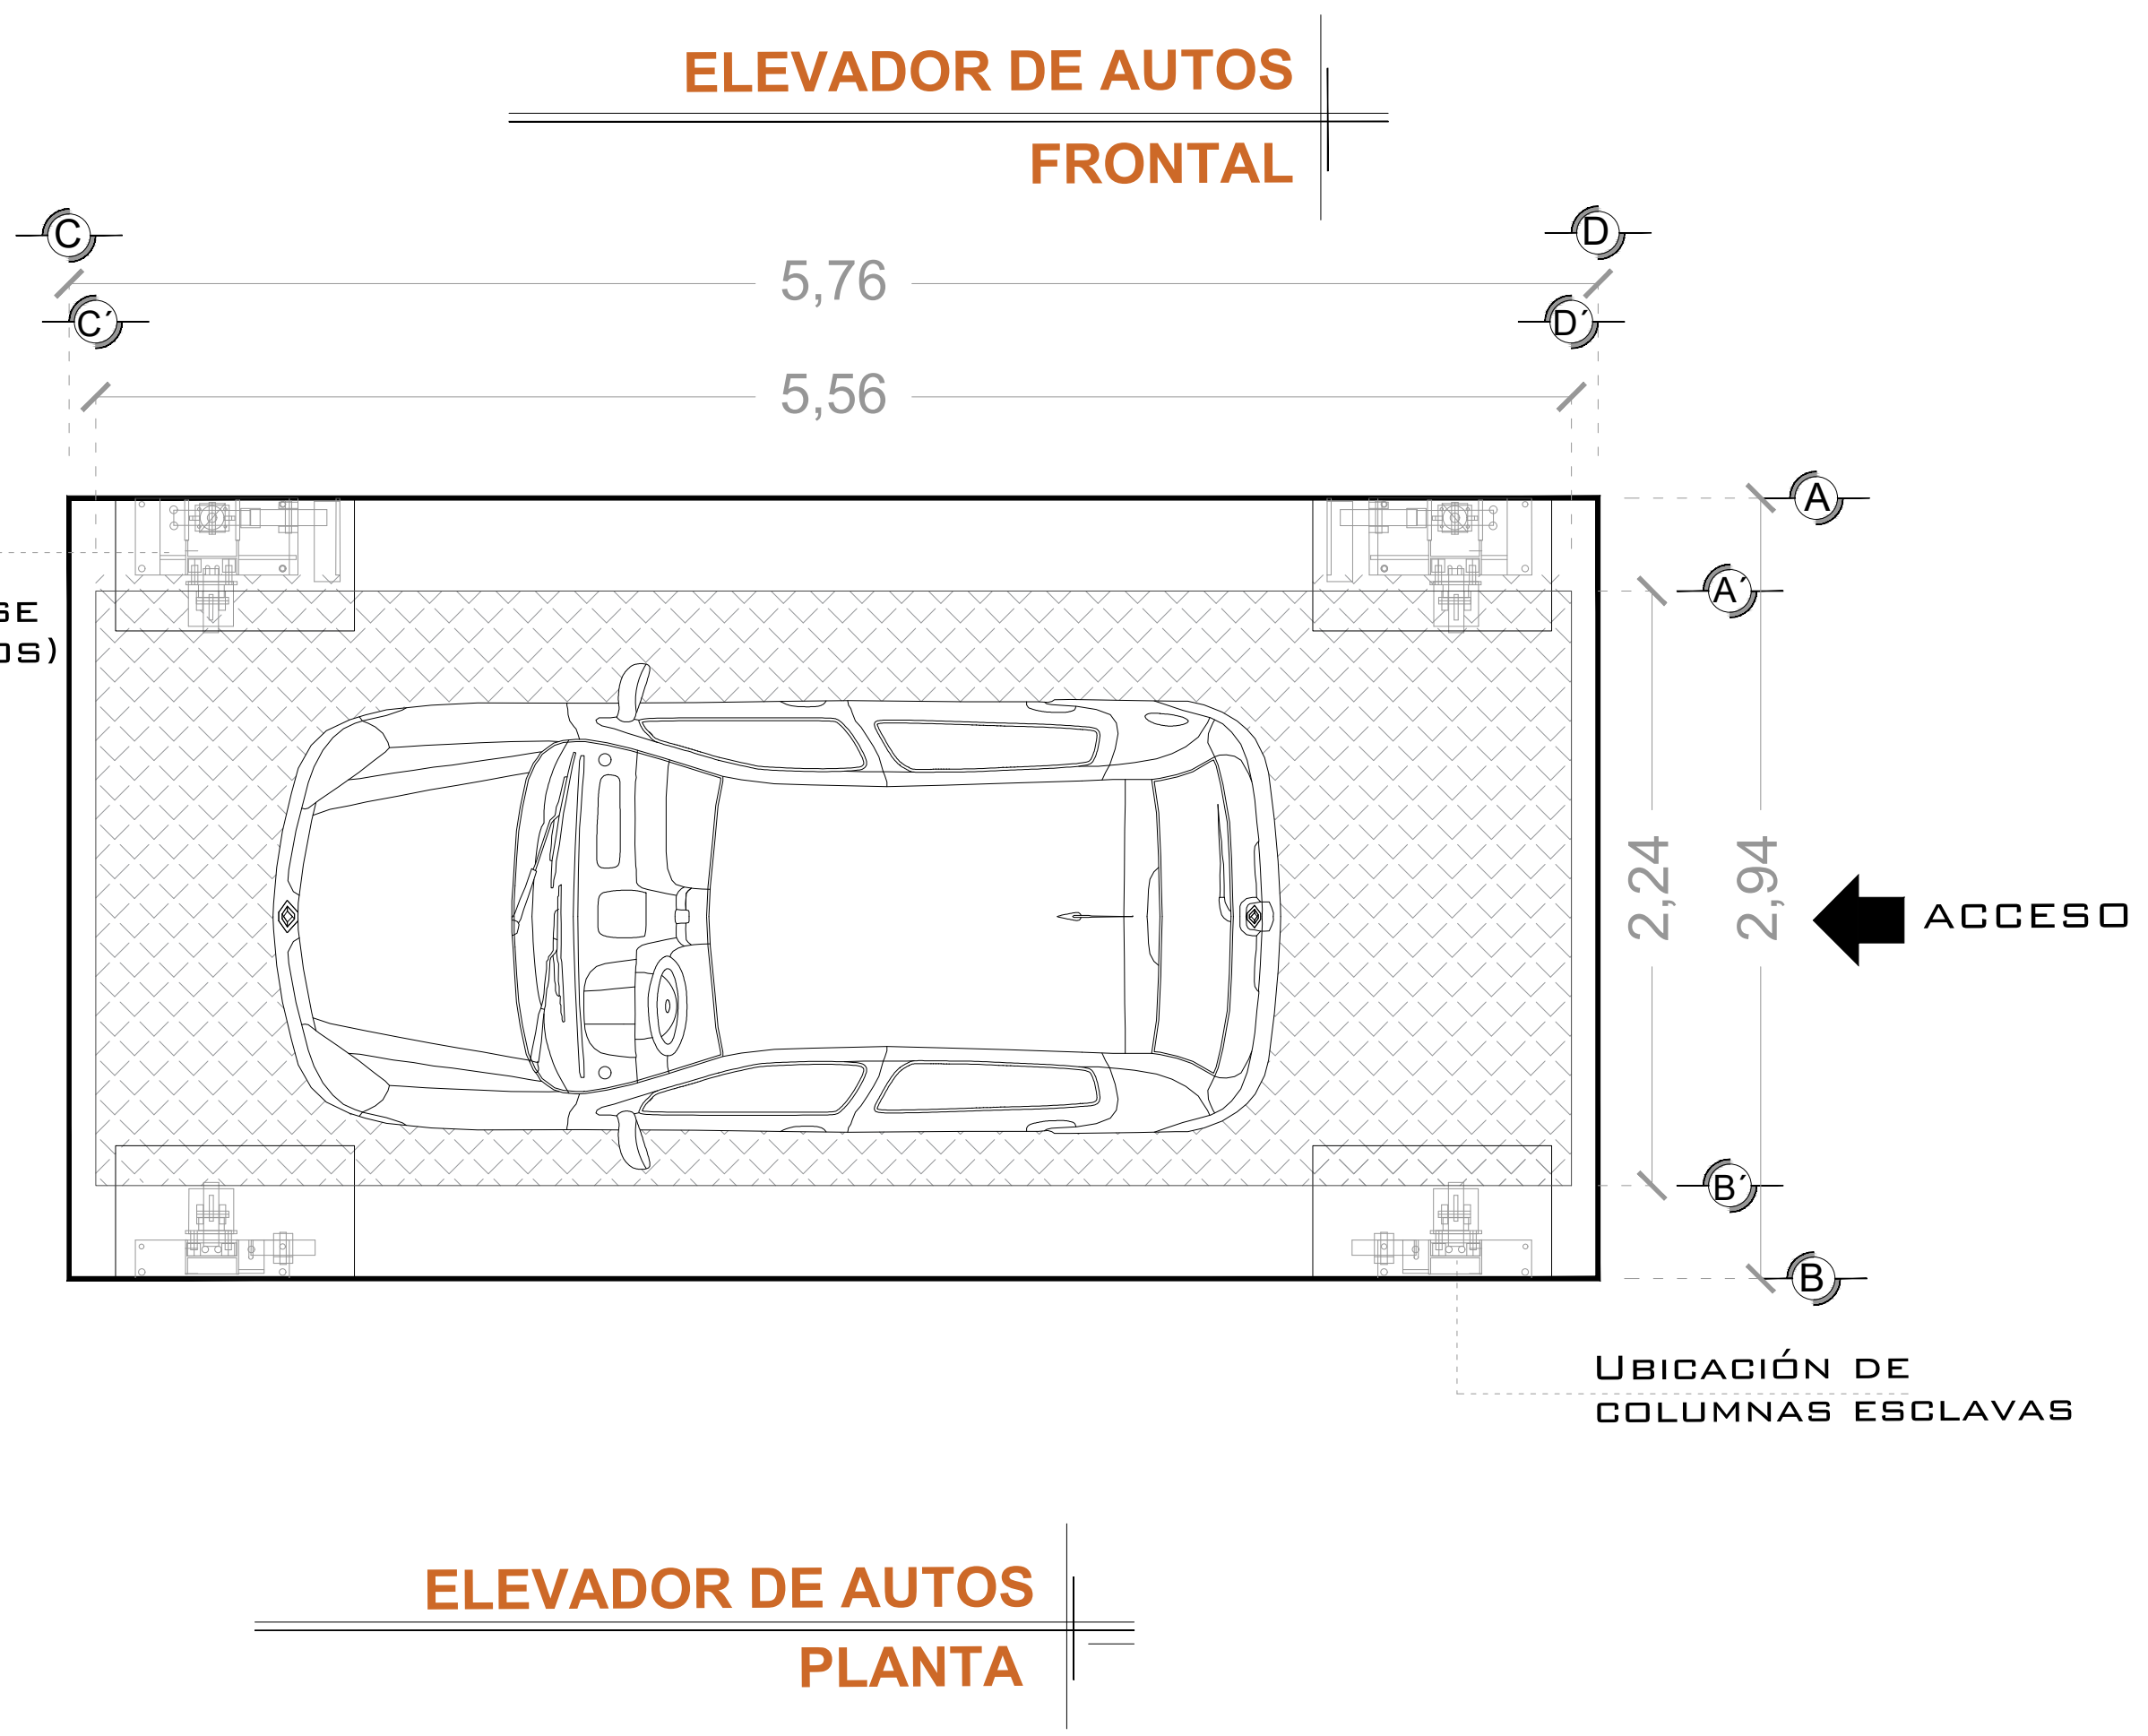 ELEVADOR DE AUTOS
FRONTAL
C
D
5,76
C´
D´
5,56
A
A´
2,24
2,94
ACCESO
B´
B
UBICACIÓN DE
COLUMNAS ESCLAVAS
ELEVADOR DE AUTOS
PLANTA